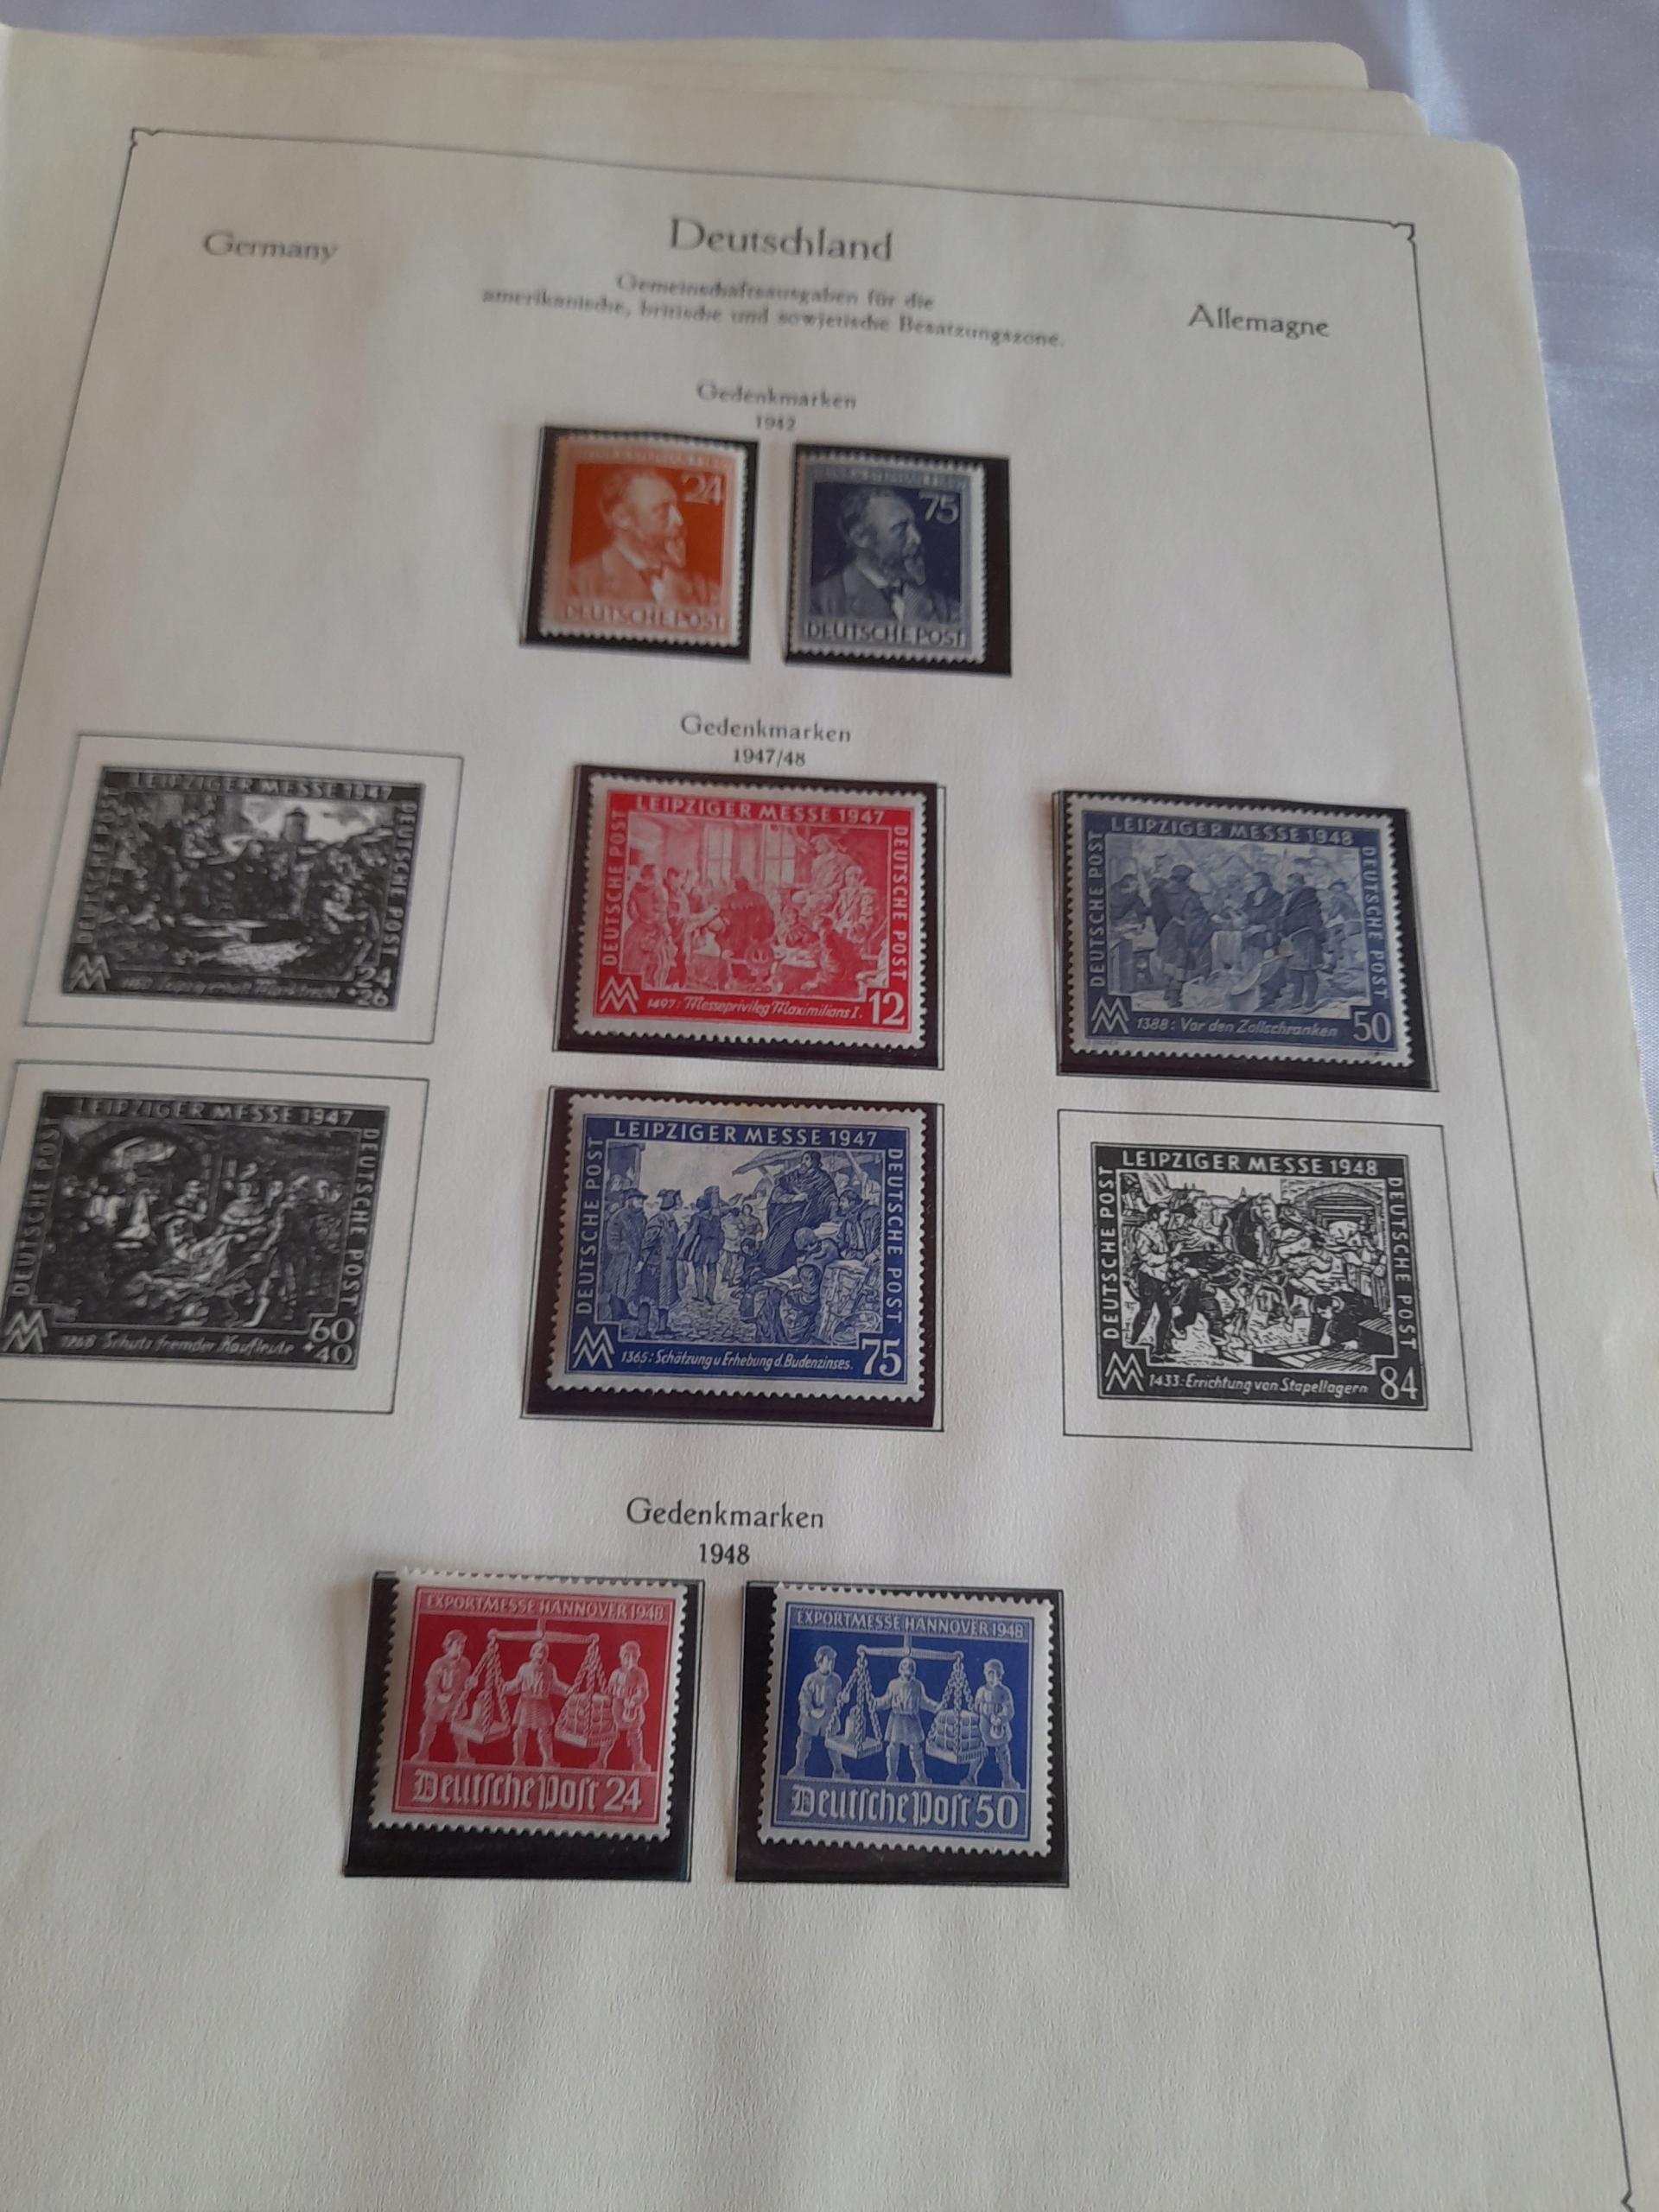 Germany
Deutschland
Allemagne
Gemeinschaftsausgaben für die
amerikanische, britische und sowjetische Besatzungszone.
Gedenkmarken
1942
24
DEUTSCHE POST
75
DEUTSCHE POST
Gedenkmarken
1947/48
LEIPZIGER MESSE 1947
DEUTSCHE POST
DEUTSCHE POST
24
+26
LEIPZIGER MESSE 1947
DEUTSCHE POST
DEUTSCHE POST
1497: Messeprivileg Maximilians I.
12
LEIPZIGER MESSE 1948
DEUTSCHE POST
DEUTSCHE POST
1388: Vor den Zollschranken
50
LEIPZIGER MESSE 1947
DEUTSCHE POST
DEUTSCHE POST
1268 Schutz fremder Kaufleute
60
+40
LEIPZIGER MESSE 1947
DEUTSCHE POST
DEUTSCHE POST
1365: Schätzung u Erhebung d. Budenzinses.
75
LEIPZIGER MESSE 1948
DEUTSCHE POST
DEUTSCHE POST
1433: Errichtung von Stapellagern
84
Gedenkmarken
1948
EXPORTMESSE HANNOVER 1948
Deutsche Post 24
EXPORTMESSE HANNOVER 1948
Deutsche Post 50